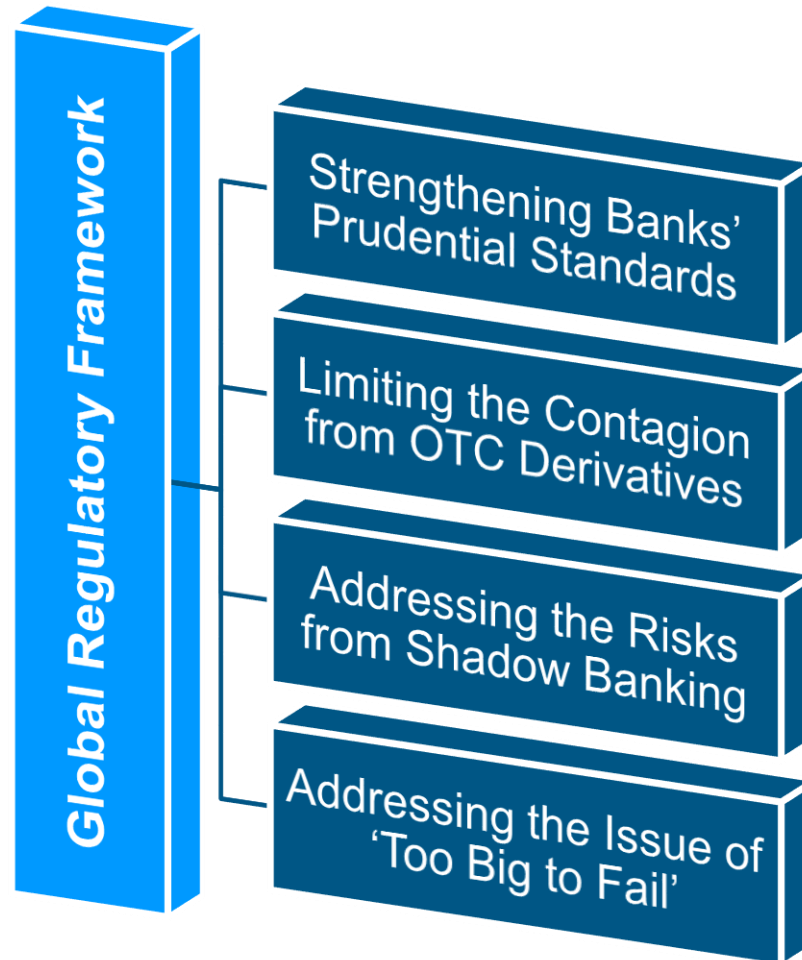 Global Regulatory Framework
Strengthening Banks’
Prudential Standards
Limiting the Contagion
from OTC Derivatives
Addressing the Risks
from Shadow Banking
Addressing the Issue of
‘Too Big to Fail’